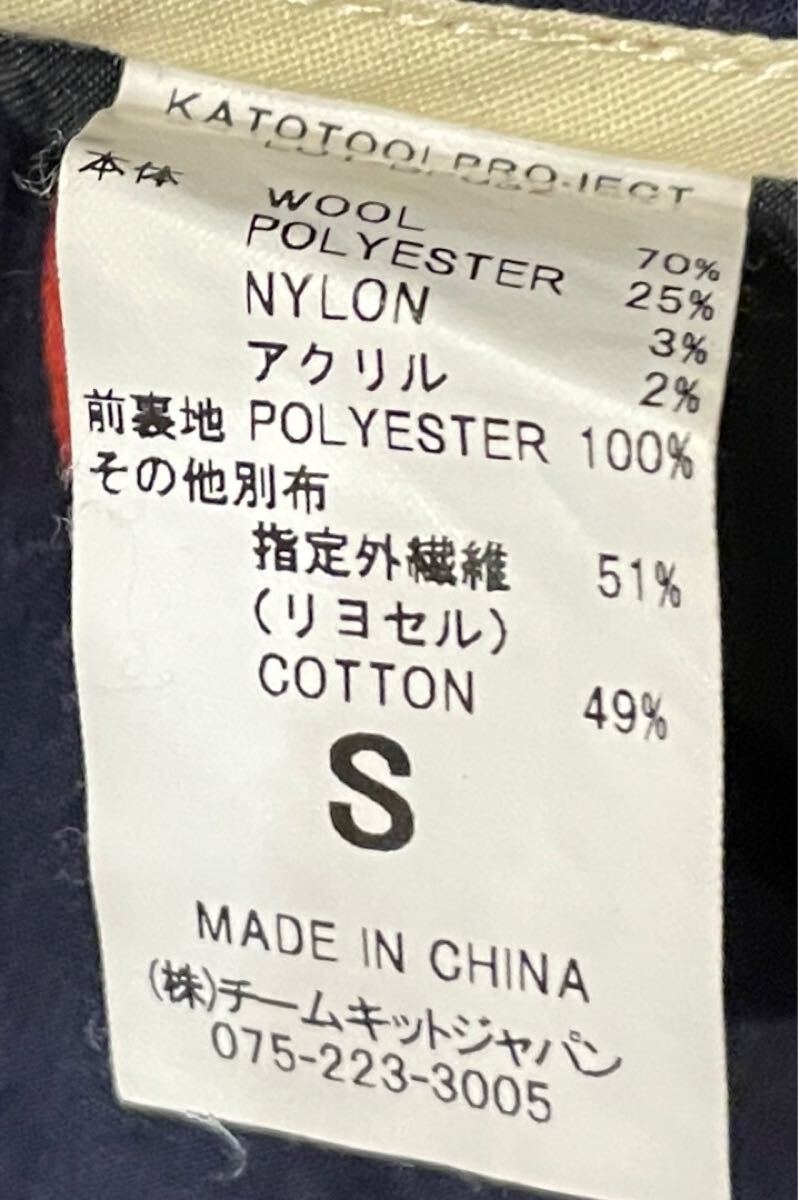 KATOTOOL PROJECT
本体 WOOL 70%
POLYESTER 25%
NYLON 3%
アクリル 2%
前裏地 POLYESTER 100%
その他別布
指定外繊維 51%
(リヨセル)
COTTON 49%
S
MADE IN CHINA
(株)チームキットジャパン
075-223-3005